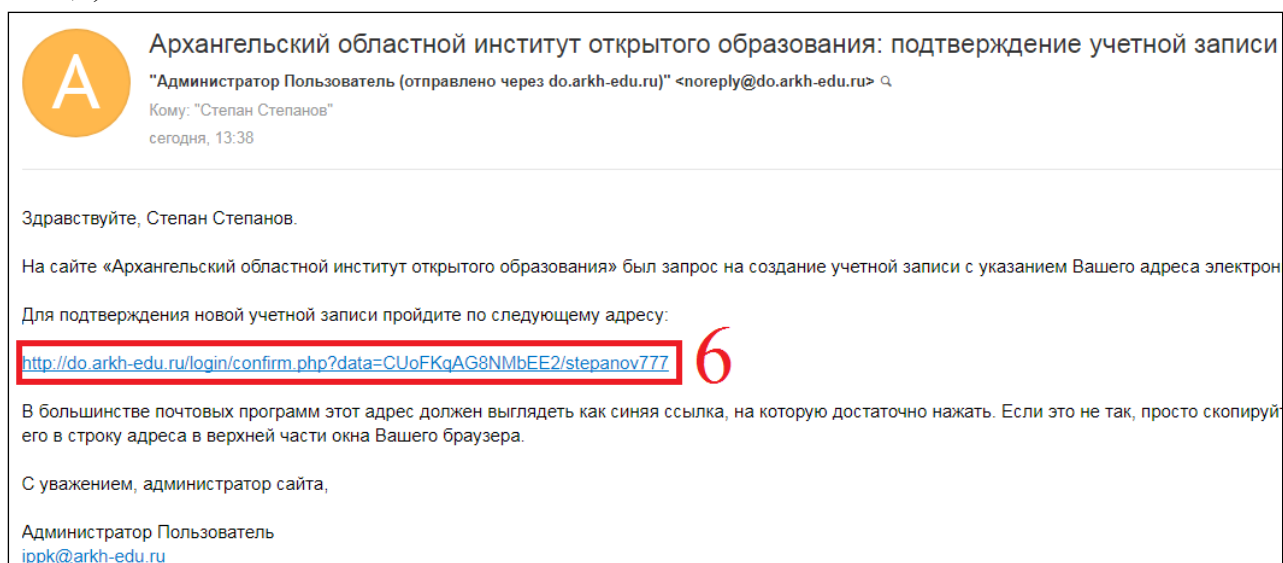 А
Архангельский областной институт открытого образования: подтверждение учетной записи
"Администратор Пользователь (отправлено через do.arkh-edu.ru)" <noreply@do.arkh-edu.ru>
Кому: "Степан Степанов"
сегодня, 13:38
Здравствуйте, Степан Степанов.
На сайте «Архангельский областной институт открытого образования» был запрос на создание учетной записи с указанием Вашего адреса электрон
Для подтверждения новой учетной записи пройдите по следующему адресу:
http://do.arkh-edu.ru/login/confirm.php?data=CUoFKqAG8NMbEE2/stepanov777 6
В большинстве почтовых программ этот адрес должен выглядеть как синяя ссылка, на которую достаточно нажать. Если это не так, просто скопируйт
его в строку адреса в верхней части окна Вашего браузера.
С уважением, администратор сайта,
Администратор Пользователь
ippk@arkh-edu.ru